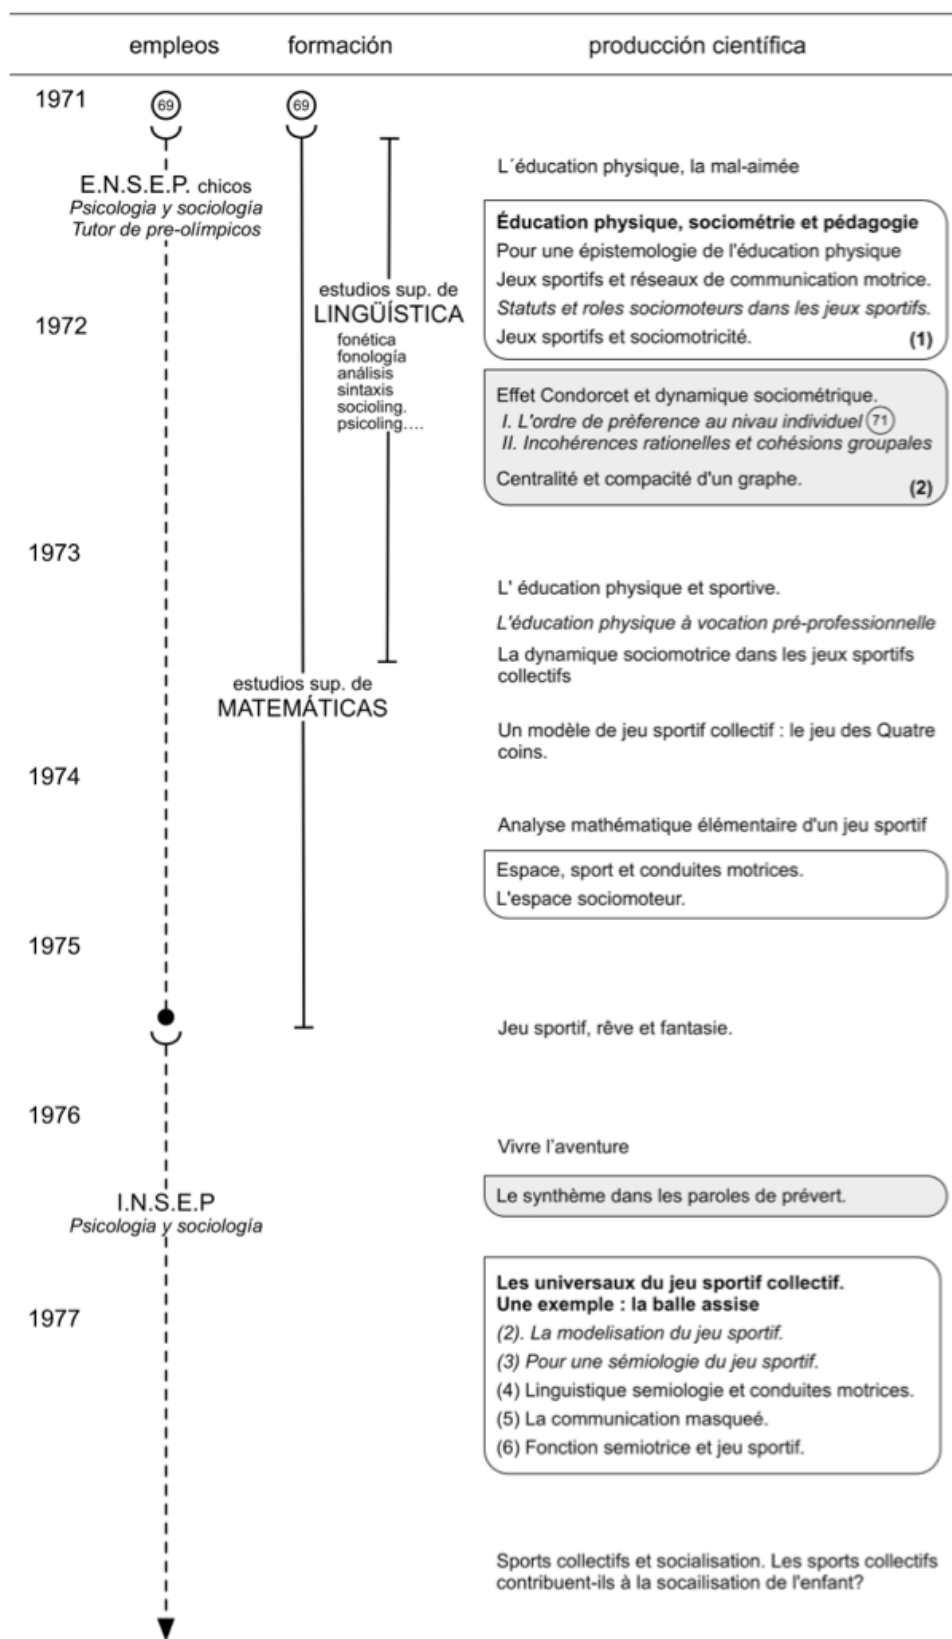 empleos formación producción científica
1971 69 69
L´éducation physique, la mal-aimée
E.N.S.E.P. chicos
Psicologia y sociología
Tutor de pre-olímpicos
Éducation physique, sociométrie et pédagogie
Pour une épistemologie de l'éducation physique
Jeux sportifs et réseaux de communication motrice.
Statuts et roles sociomoteurs dans les jeux sportifs.
Jeux sportifs et sociomotricité. (1)
estudios sup. de
LINGÜÍSTICA
fonética
fonología
análisis
sintaxis
socioling.
psicoling....
1972
Effet Condorcet et dynamique sociométrique.
I. L'ordre de prèference au nivau individuel 71
II. Incohérences rationelles et cohésions groupales
Centralité et compacité d'un graphe. (2)
1973
L' éducation physique et sportive.
L'éducation physique à vocation pré-professionnelle
La dynamique sociomotrice dans les jeux sportifs
collectifs
estudios sup. de
MATEMÁTICAS
Un modèle de jeu sportif collectif : le jeu des Quatre
coins.
1974
Analyse mathématique élémentaire d'un jeu sportif
Espace, sport et conduites motrices.
L'espace sociomoteur.
1975
Jeu sportif, rêve et fantasie.
1976
Vivre l'aventure
Le synthème dans les paroles de prévert.
I.N.S.E.P
Psicologia y sociología
1977
Les universaux du jeu sportif collectif.
Une exemple : la balle assise
(2). La modelisation du jeu sportif.
(3) Pour une sémiologie du jeu sportif.
(4) Linguistique semiologie et conduites motrices.
(5) La communication masqueé.
(6) Fonction semiotrice et jeu sportif.
Sports collectifs et socialisation. Les sports collectifs
contribuent-ils à la socailisation de l'enfant?